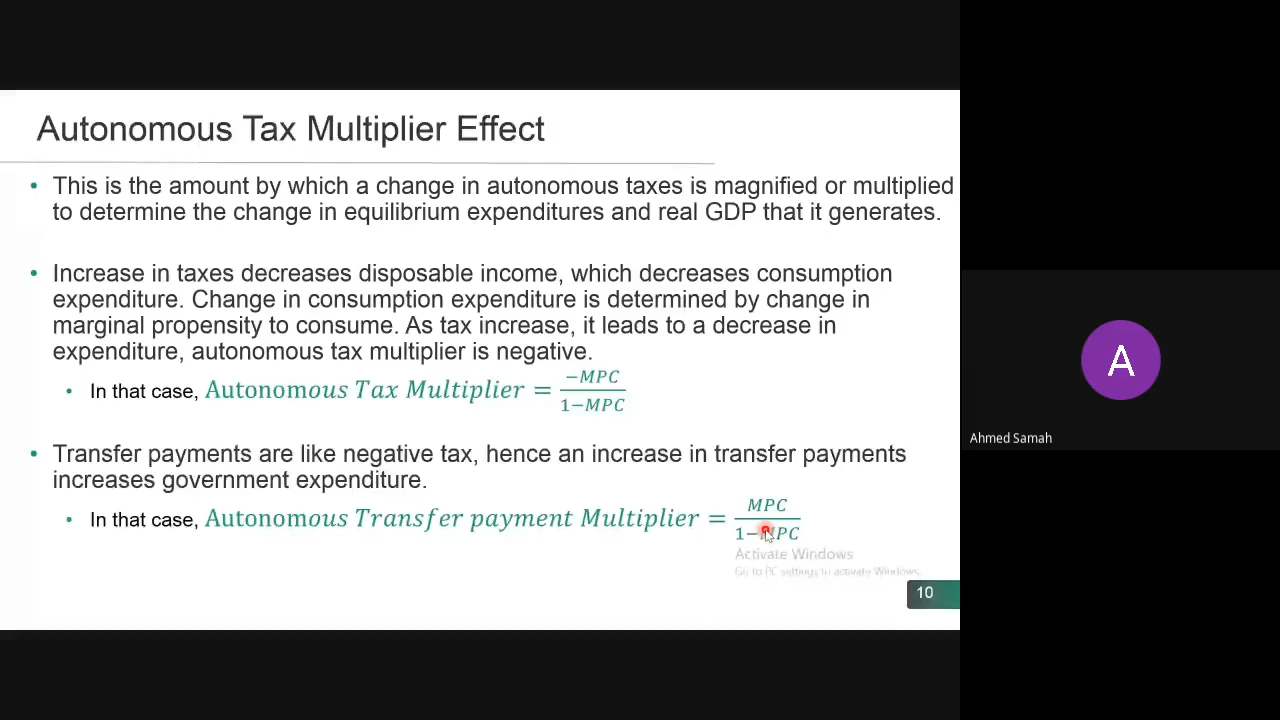 Autonomous Tax Multiplier Effect
• This is the amount by which a change in autonomous taxes is magnified or multiplied
to determine the change in equilibrium expenditures and real GDP that it generates.
• Increase in taxes decreases disposable income, which decreases consumption
expenditure. Change in consumption expenditure is determined by change in
marginal propensity to consume. As tax increase, it leads to a decrease in
expenditure, autonomous tax multiplier is negative.
• In that case, Autonomous Tax Multiplier = −MPC / 1−MPC
• Transfer payments are like negative tax, hence an increase in transfer payments
increases government expenditure.
• In that case, Autonomous Transfer payment Multiplier = MPC / 1−MPC
Activate Windows
Go to PC settings to activate Windows.
10
A
Ahmed Samah